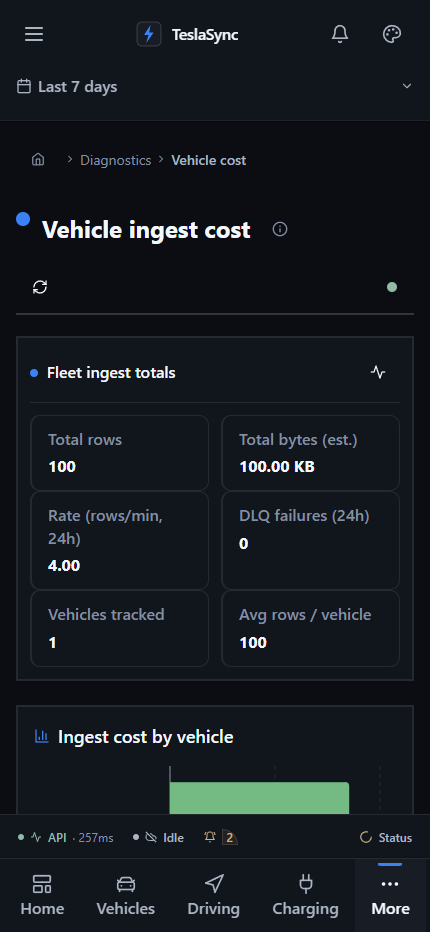 TeslaSync
Last 7 days
Diagnostics
Vehicle cost
Vehicle ingest cost
Fleet ingest totals
Total rows
100
Total bytes (est.)
100.00 KB
Rate (rows/min,
24h)
4.00
DLQ failures (24h)
0
Vehicles tracked
1
Avg rows / vehicle
100
Ingest cost by vehicle
API · 257ms
Idle
2
Status
Home
Vehicles
Driving
Charging
More